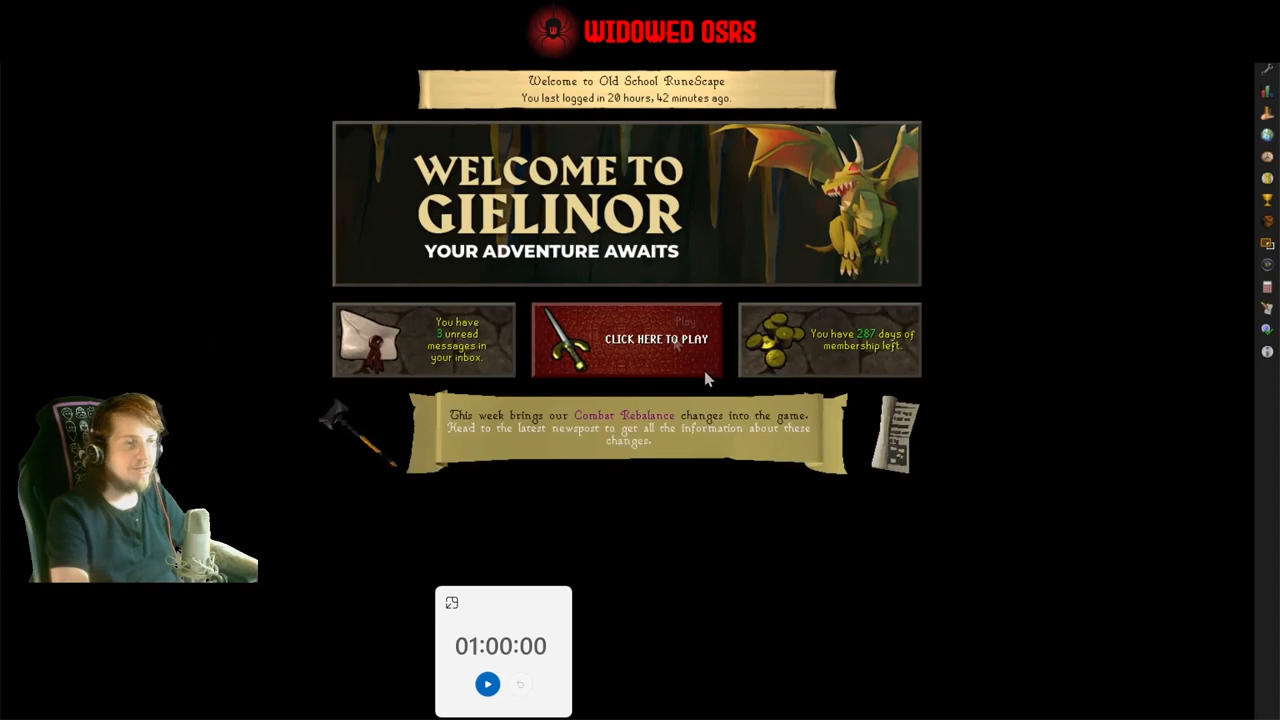 WIDOWED OSRS
Welcome to Old School RuneScape
You last logged in 20 hours, 42 minutes ago.
WELCOME TO
GIELINOR
YOUR ADVENTURE AWAITS
You have
3 unread
messages in
your inbox.
Play
CLICK HERE TO PLAY
You have 287 days of
membership left.
This week brings our Combat Rebalance changes into the game.
Head to the latest newspost to get all the information about these
changes.
01:00:00